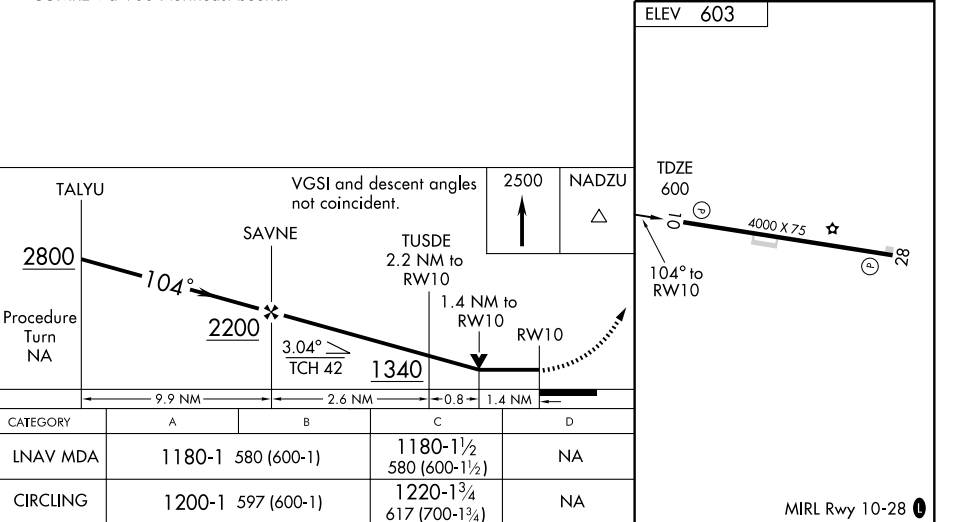 ELEV 603
TALYU
VGSI and descent angles
not coincident.
2500
NADZU
SAVNE
TUSDE
2.2 NM to
RW10
2800
104°
1.4 NM to
RW10
RW10
Procedure
Turn
NA
2200
3.04°
TCH 42
1340
9.9 NM
2.6 NM
0.8
1.4 NM
CATEGORY A B C D
LNAV MDA 1180-1 580 (600-1) 1180-1½ NA
580 (600-1½)
CIRCLING 1200-1 597 (600-1) 1220-1¾ NA
617 (700-1¾)
TDZE
600
10
P
4000 X 75
P
28
104° to
RW10
MIRL Rwy 10-28 L